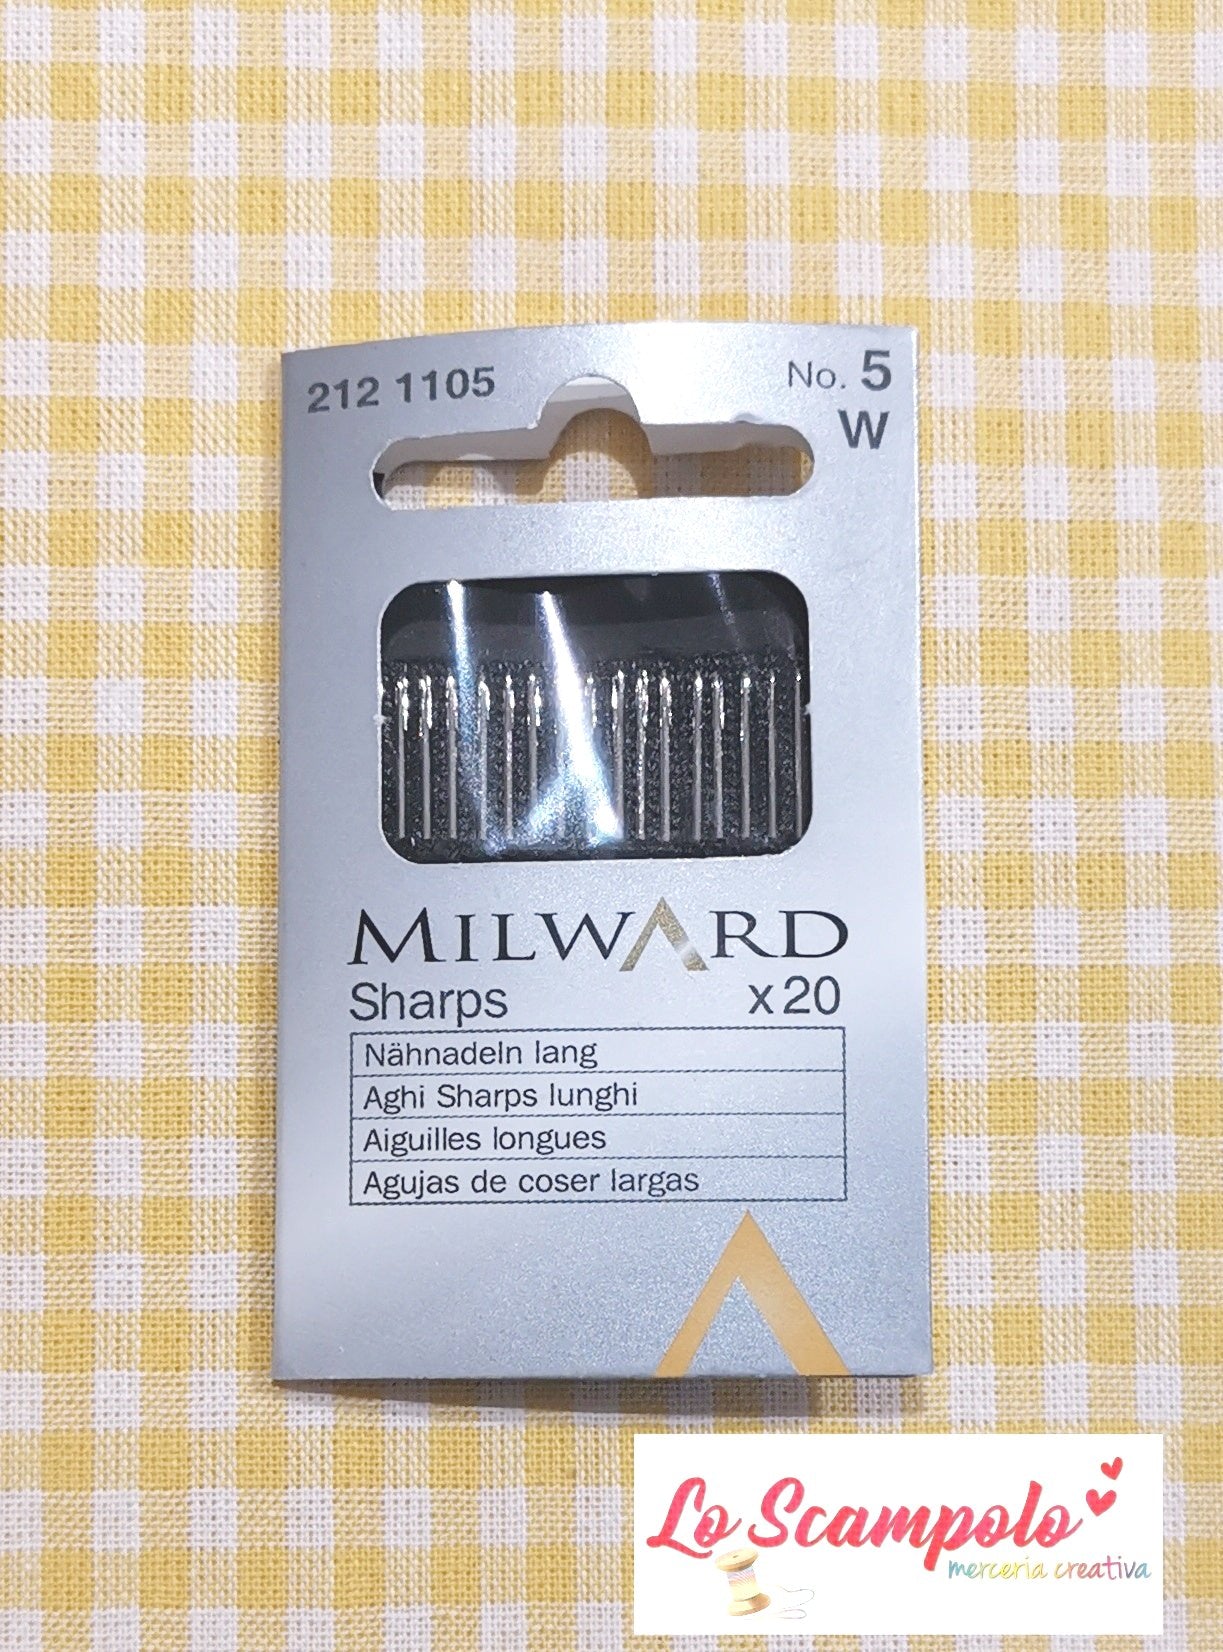 212 1105
No. 5
W
MILWARD
Sharps x20
Nähnadeln lang
Aghi Sharps lunghi
Aiguilles longues
Agujas de coser largas
Lo Scampolo
merceria creativa